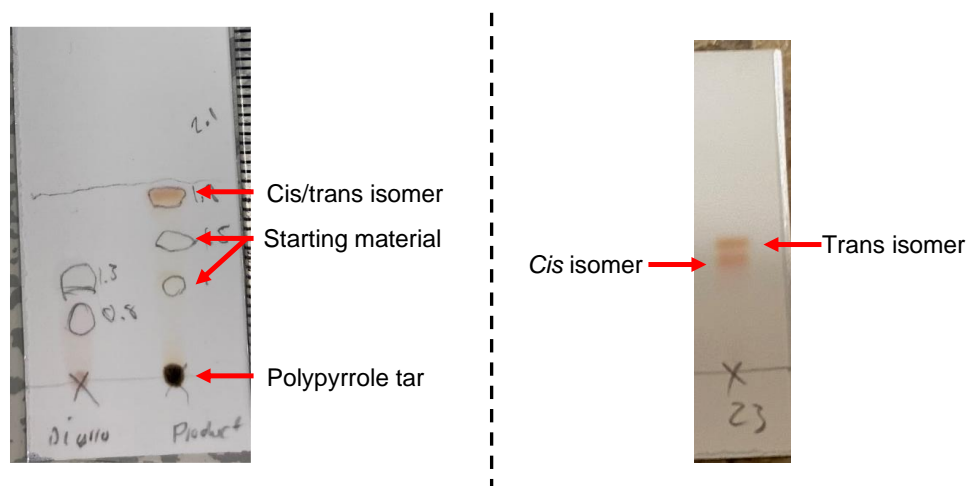 2.1
Cis/trans isomer
Starting material
1.3
0.8
Polypyrrole tar
Product
Cis isomer
Trans isomer
X
23